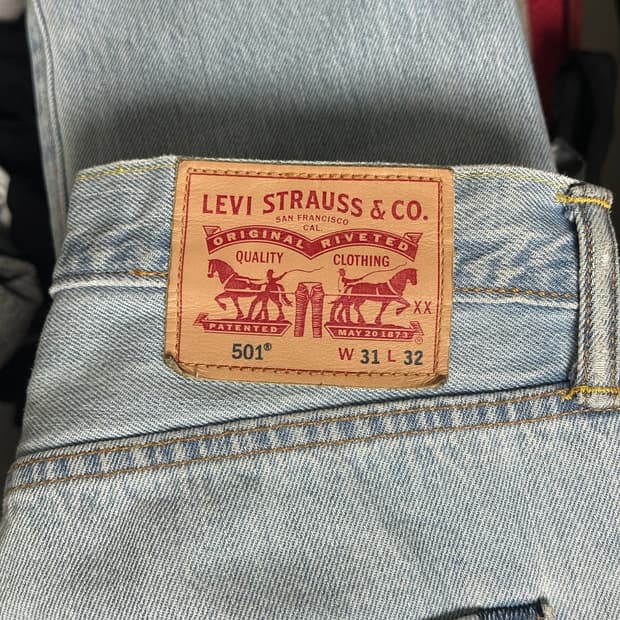 LEVI STRAUSS & CO.
SAN FRANCISCO
CAL.
ORIGINAL RIVETED
QUALITY CLOTHING
XX
PATENTED MAY 20 1873
®
501® W 31 L 32